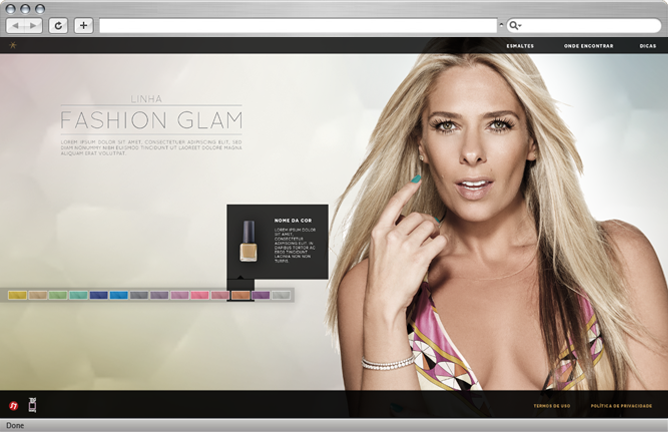 ESMALTES
ONDE ENCONTRAR
DICAS
LINHA
FASHION GLAM
LOREM IPSUM DOLOR SIT AMET, CONSECTETUER ADIPISCING ELIT, SED
DIAM NONUMMY NIBH EUISMOD TINCIDUNT UT LAOREET DOLORE MAGNA
ALIQUAM ERAT VOLUTPAT.
NOME DA COR
LOREM IPSUM DOLOR
SIT AMET,
CONSECTETUR
ADIPISCING ELIT. IN
DAPIBUS TORTOR AC
EROS TINCIDUNT
LACINIA NON NON
TURPIS.
TERMOS DE USO
POLÍTICA DE PRIVACIDADE
Done